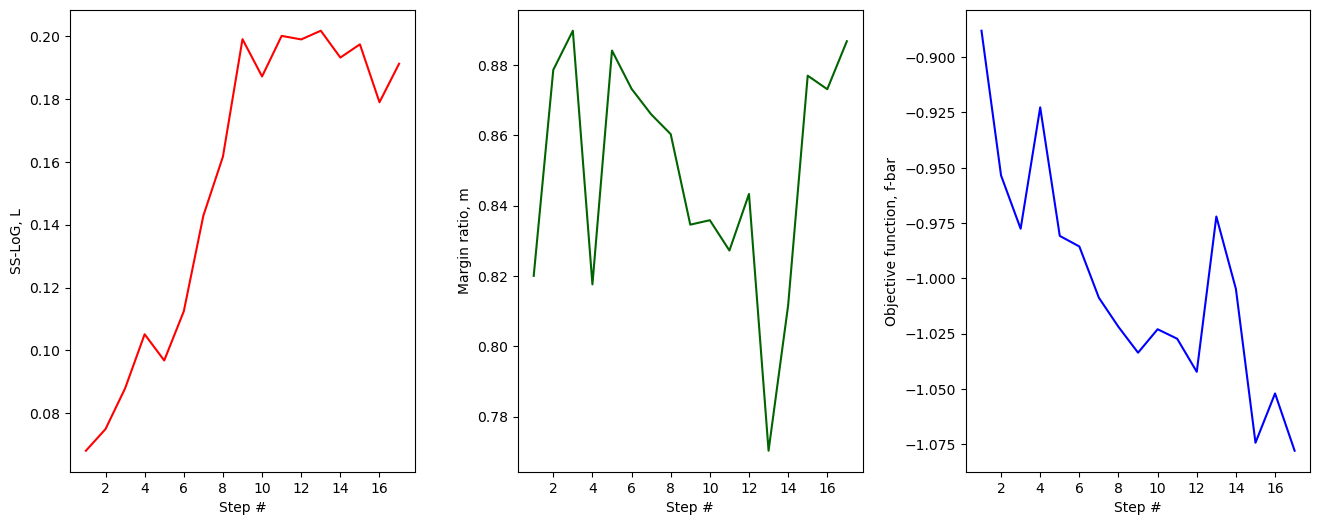 SS-LoG, L
0.20
0.18
0.16
0.14
0.12
0.10
0.08
2 4 6 8 10 12 14 16
Step #
Margin ratio, m
0.88
0.86
0.84
0.82
0.80
0.78
2 4 6 8 10 12 14 16
Step #
Objective function, f-bar
−0.900
−0.925
−0.950
−0.975
−1.000
−1.025
−1.050
−1.075
2 4 6 8 10 12 14 16
Step #